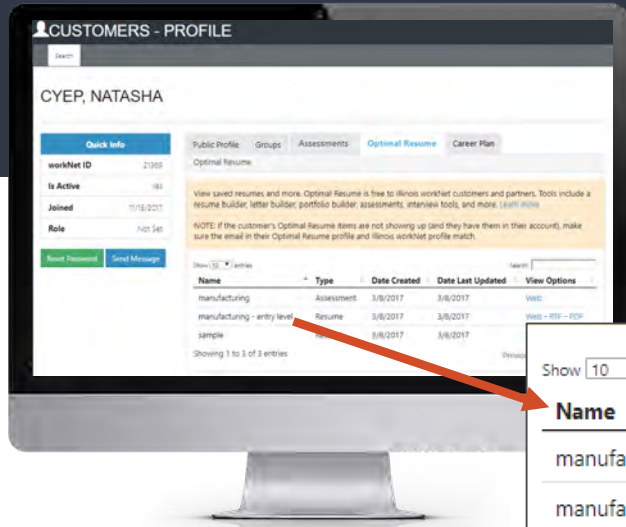 CUSTOMERS - PROFILE
Search
CYEP, NATASHA
Quick Info
workNet ID 21369
Is Active
Joined 11/15/2017
Role Not Set
Reset Password Send Message
Public Profile Groups Assessments Optimal Resume Career Plan
Optimal Resume
View saved resumes and more. Optimal Resume is free to Illinois workNet customers and partners. Tools include a
resume builder, letter builder, portfolio builder, assessments, interview tools, and more. Learn more
NOTE: If the customer's Optimal Resume items are not showing up (and they have them in their account), make
sure the email in their Optimal Resume profile and Illinois workNet profile match.
Show 10 entries Search:
Name Type Date Created Date Last Updated View Options
manufacturing Assessment 3/8/2017 3/8/2017 Web
manufacturing - entry level Resume 3/8/2017 3/8/2017 Web - RTF - PDF
sample 3/8/2017 3/8/2017
Showing 1 to 3 of 3 entries
Show 10
Name
manufa
manufa